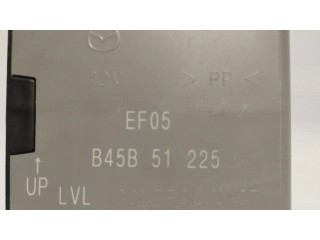 12V > PP <
EF05
B45B 51 225
↑
UP LVL